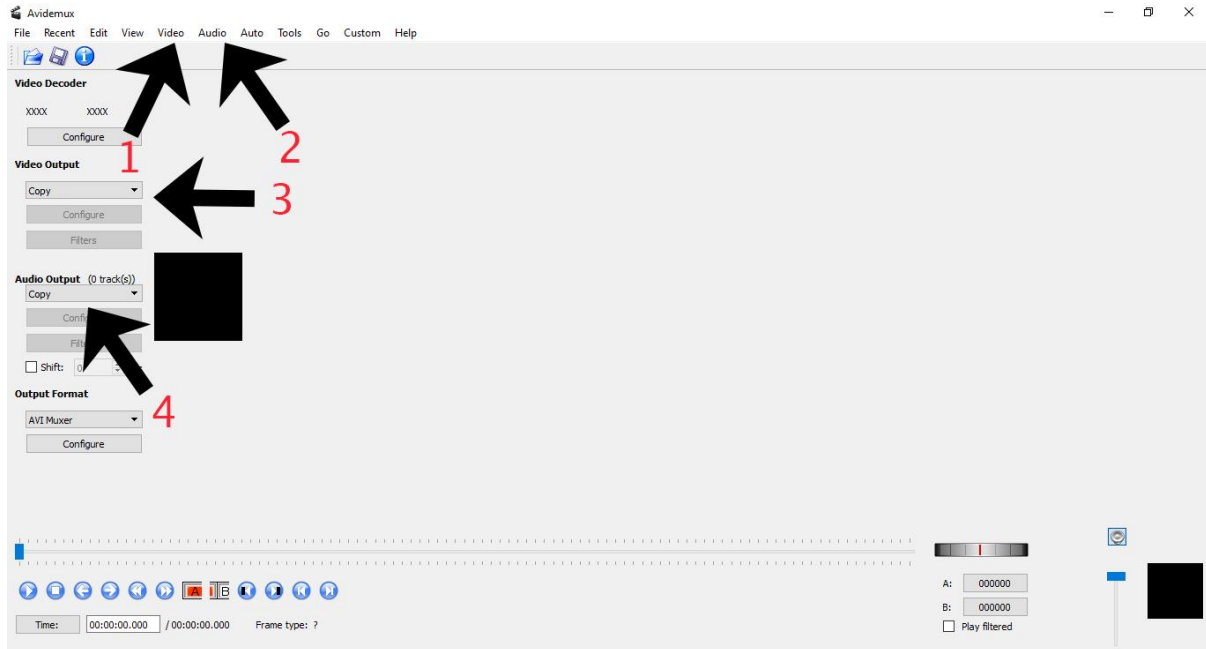 Avidemux
File Recent Edit View Video Audio Auto Tools Go Custom Help
Video Decoder
XXXX XXXX
Configure
1
2
Video Output
Copy
3
Configure
Filters
Audio Output (0 track(s))
Copy
Shift:
4
Output Format
AVI Muxer
Configure
A B
A: 000000
B: 000000
Time: 00:00:00.000 / 00:00:00.000 Frame type: ?
Play filtered